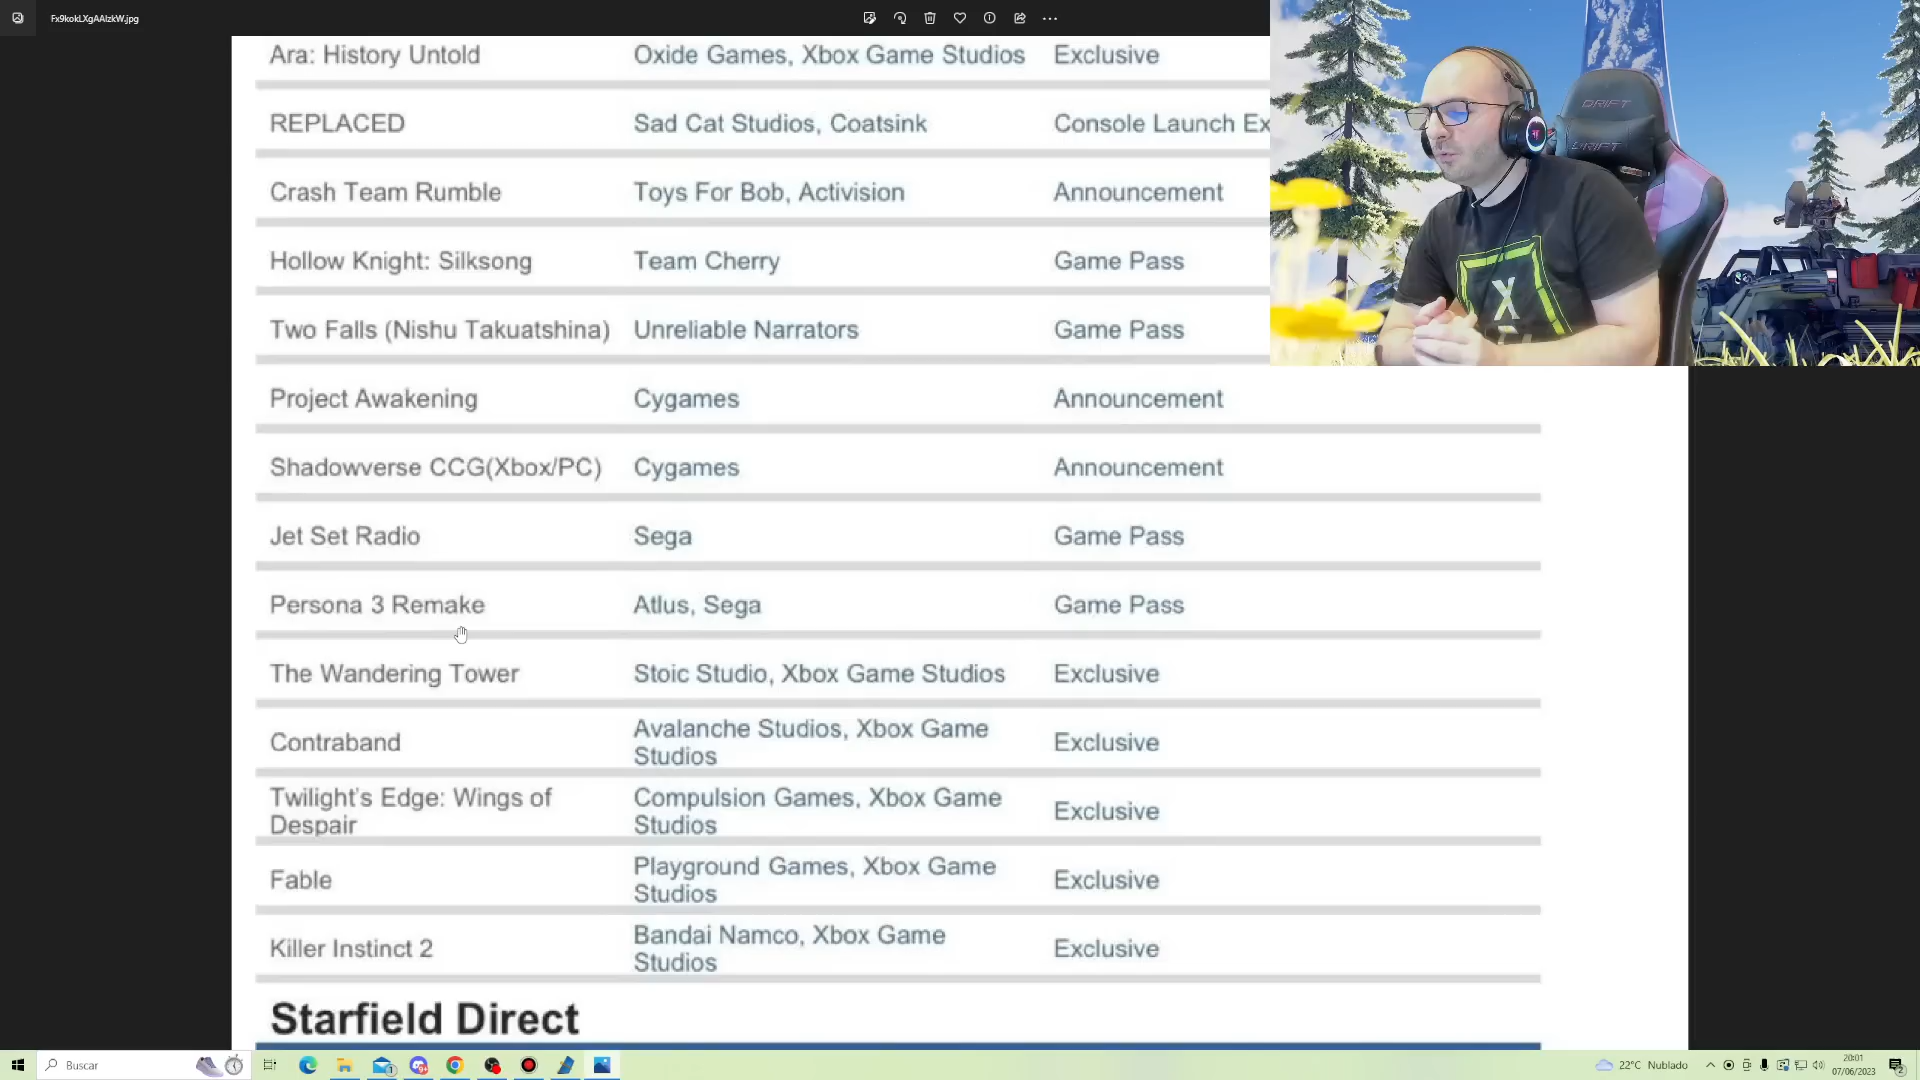 Fx9kokLXgAAlzkW.jpg
Ara: History Untold Oxide Games, Xbox Game Studios Exclusive
REPLACED Sad Cat Studios, Coatsink Console Launch Ex
Crash Team Rumble Toys For Bob, Activision Announcement
Hollow Knight: Silksong Team Cherry Game Pass
Two Falls (Nishu Takuatshina) Unreliable Narrators Game Pass
Project Awakening Cygames Announcement
Shadowverse CCG(Xbox/PC) Cygames Announcement
Jet Set Radio Sega Game Pass
Persona 3 Remake Atlus, Sega Game Pass
The Wandering Tower Stoic Studio, Xbox Game Studios Exclusive
Contraband Avalanche Studios, Xbox Game Studios Exclusive
Twilight's Edge: Wings of Despair Compulsion Games, Xbox Game Studios Exclusive
Fable Playground Games, Xbox Game Studios Exclusive
Killer Instinct 2 Bandai Namco, Xbox Game Studios Exclusive
Starfield Direct
DRIFT
DRIFT
X
Buscar
22°C Nublado
20:01
07/06/2023